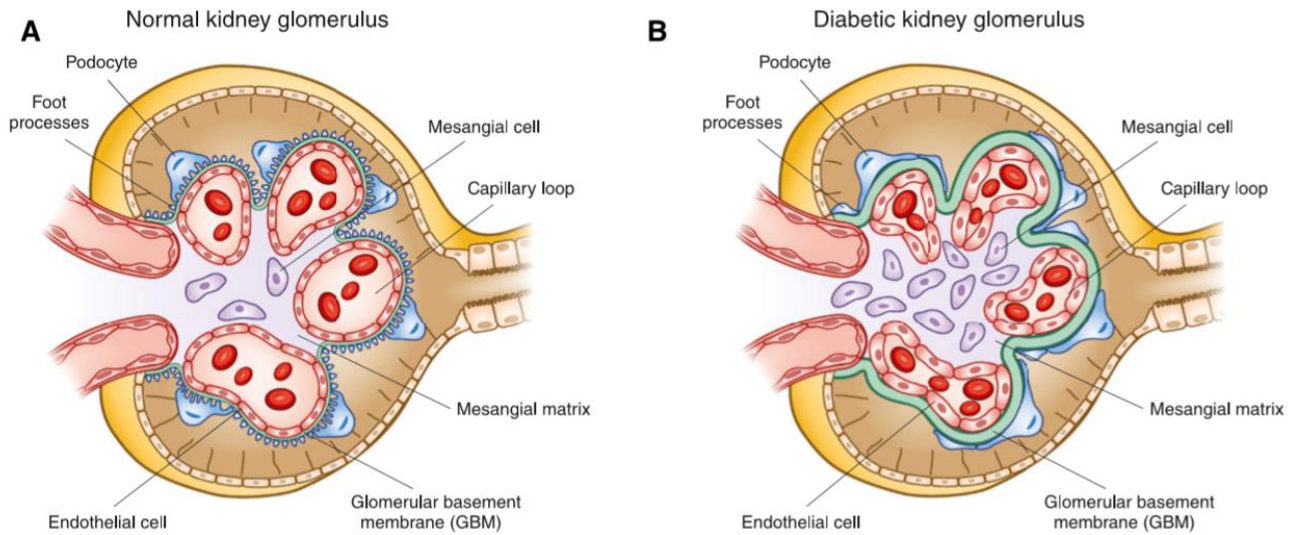 A
Normal kidney glomerulus
Podocyte
Foot
processes
Mesangial cell
Capillary loop
Mesangial matrix
Glomerular basement
membrane (GBM)
Endothelial cell
B
Diabetic kidney glomerulus
Podocyte
Foot
processes
Mesangial cell
Capillary loop
Mesangial matrix
Glomerular basement
membrane (GBM)
Endothelial cell